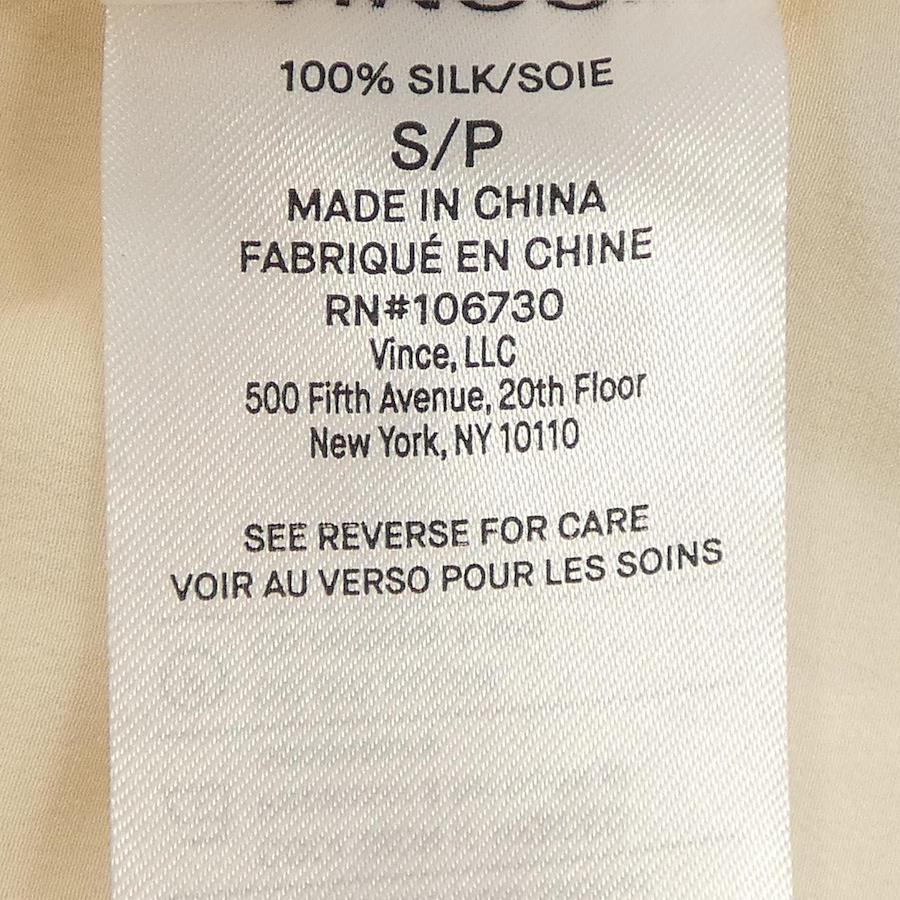 100% SILK/SOIE
S/P
MADE IN CHINA
FABRIQUÉ EN CHINE
RN#106730
Vince, LLC
500 Fifth Avenue, 20th Floor
New York, NY 10110
SEE REVERSE FOR CARE
VOIR AU VERSO POUR LES SOINS